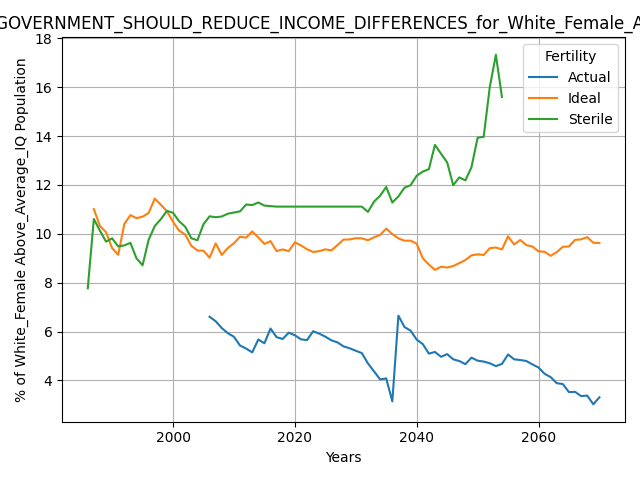 GOVERNMENT_SHOULD_REDUCE_INCOME_DIFFERENCES_for_White_Female_A
% of White_Female Above_Average_IQ Population
18
16
14
12
10
8
6
4
Fertility
Actual
Ideal
Sterile
2000
2020
2040
2060
Years